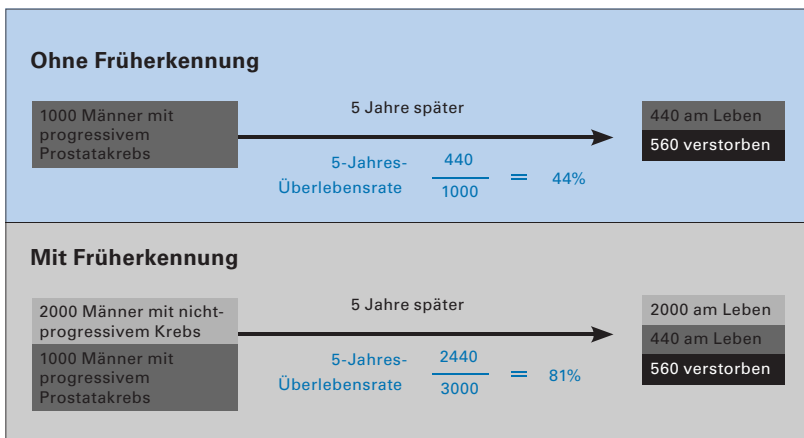 Ohne Früherkennung
1000 Männer mit
progressivem
Prostatakrebs
5 Jahre später
5-Jahres-
Überlebensrate
440
1000
=
44%
440 am Leben
560 verstorben
Mit Früherkennung
2000 Männer mit nicht-
progressivem Krebs
1000 Männer mit
progressivem
Prostatakrebs
5 Jahre später
5-Jahres-
Überlebensrate
2440
3000
=
81%
2000 am Leben
440 am Leben
560 verstorben